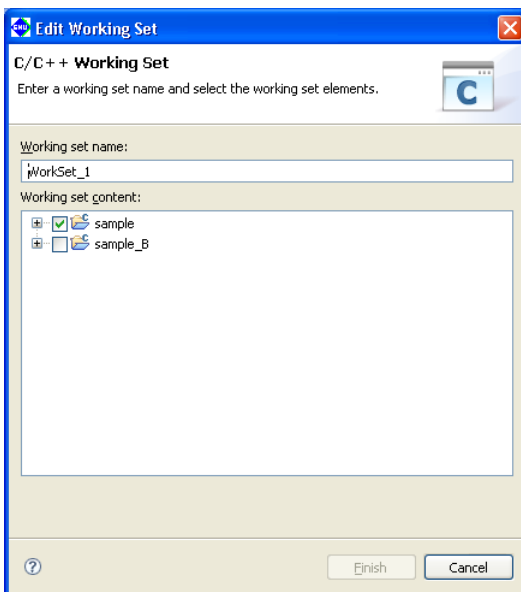 GNU Edit Working Set
C/C++ Working Set
Enter a working set name and select the working set elements.
C
Working set name:
WorkSet_1
Working set content:
C sample
C sample_B
?
Finish
Cancel